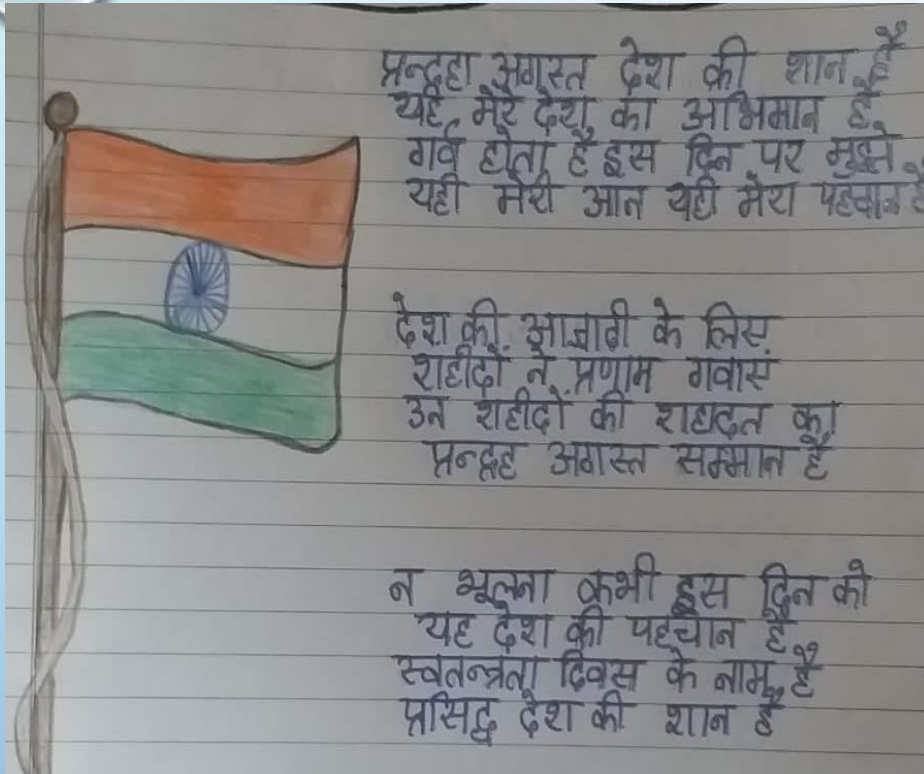 प्रन्द्रहा अगस्त देश की शान है
यह मेरे देश का अभिमान है
गर्व होता है इस दिन पर मुझे
यही मेरी आन यही मेरा पहचान है
देश की आजादी के लिस
शहीदों ने प्रणाम गवासं
उन शहीदों की शहादत का
प्रन्द्रह अगस्त सम्मान है
न भूलना कभी इस दिन को
यह देश की पहचान है
स्वतन्त्रता दिवस के नाम है
प्रसिद्ध देश की शान है